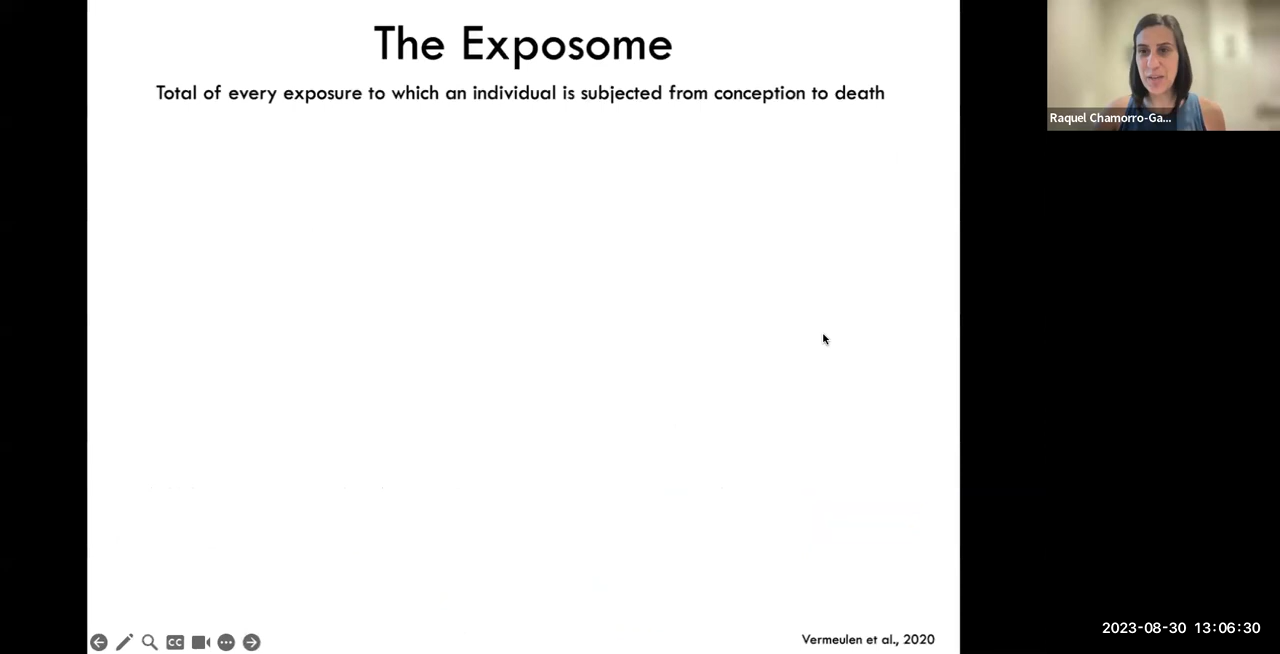 The Exposome
Total of every exposure to which an individual is subjected from conception to death
Raquel Chamorro-Ga...
CC
Vermeulen et al., 2020
2023-08-30 13:06:30